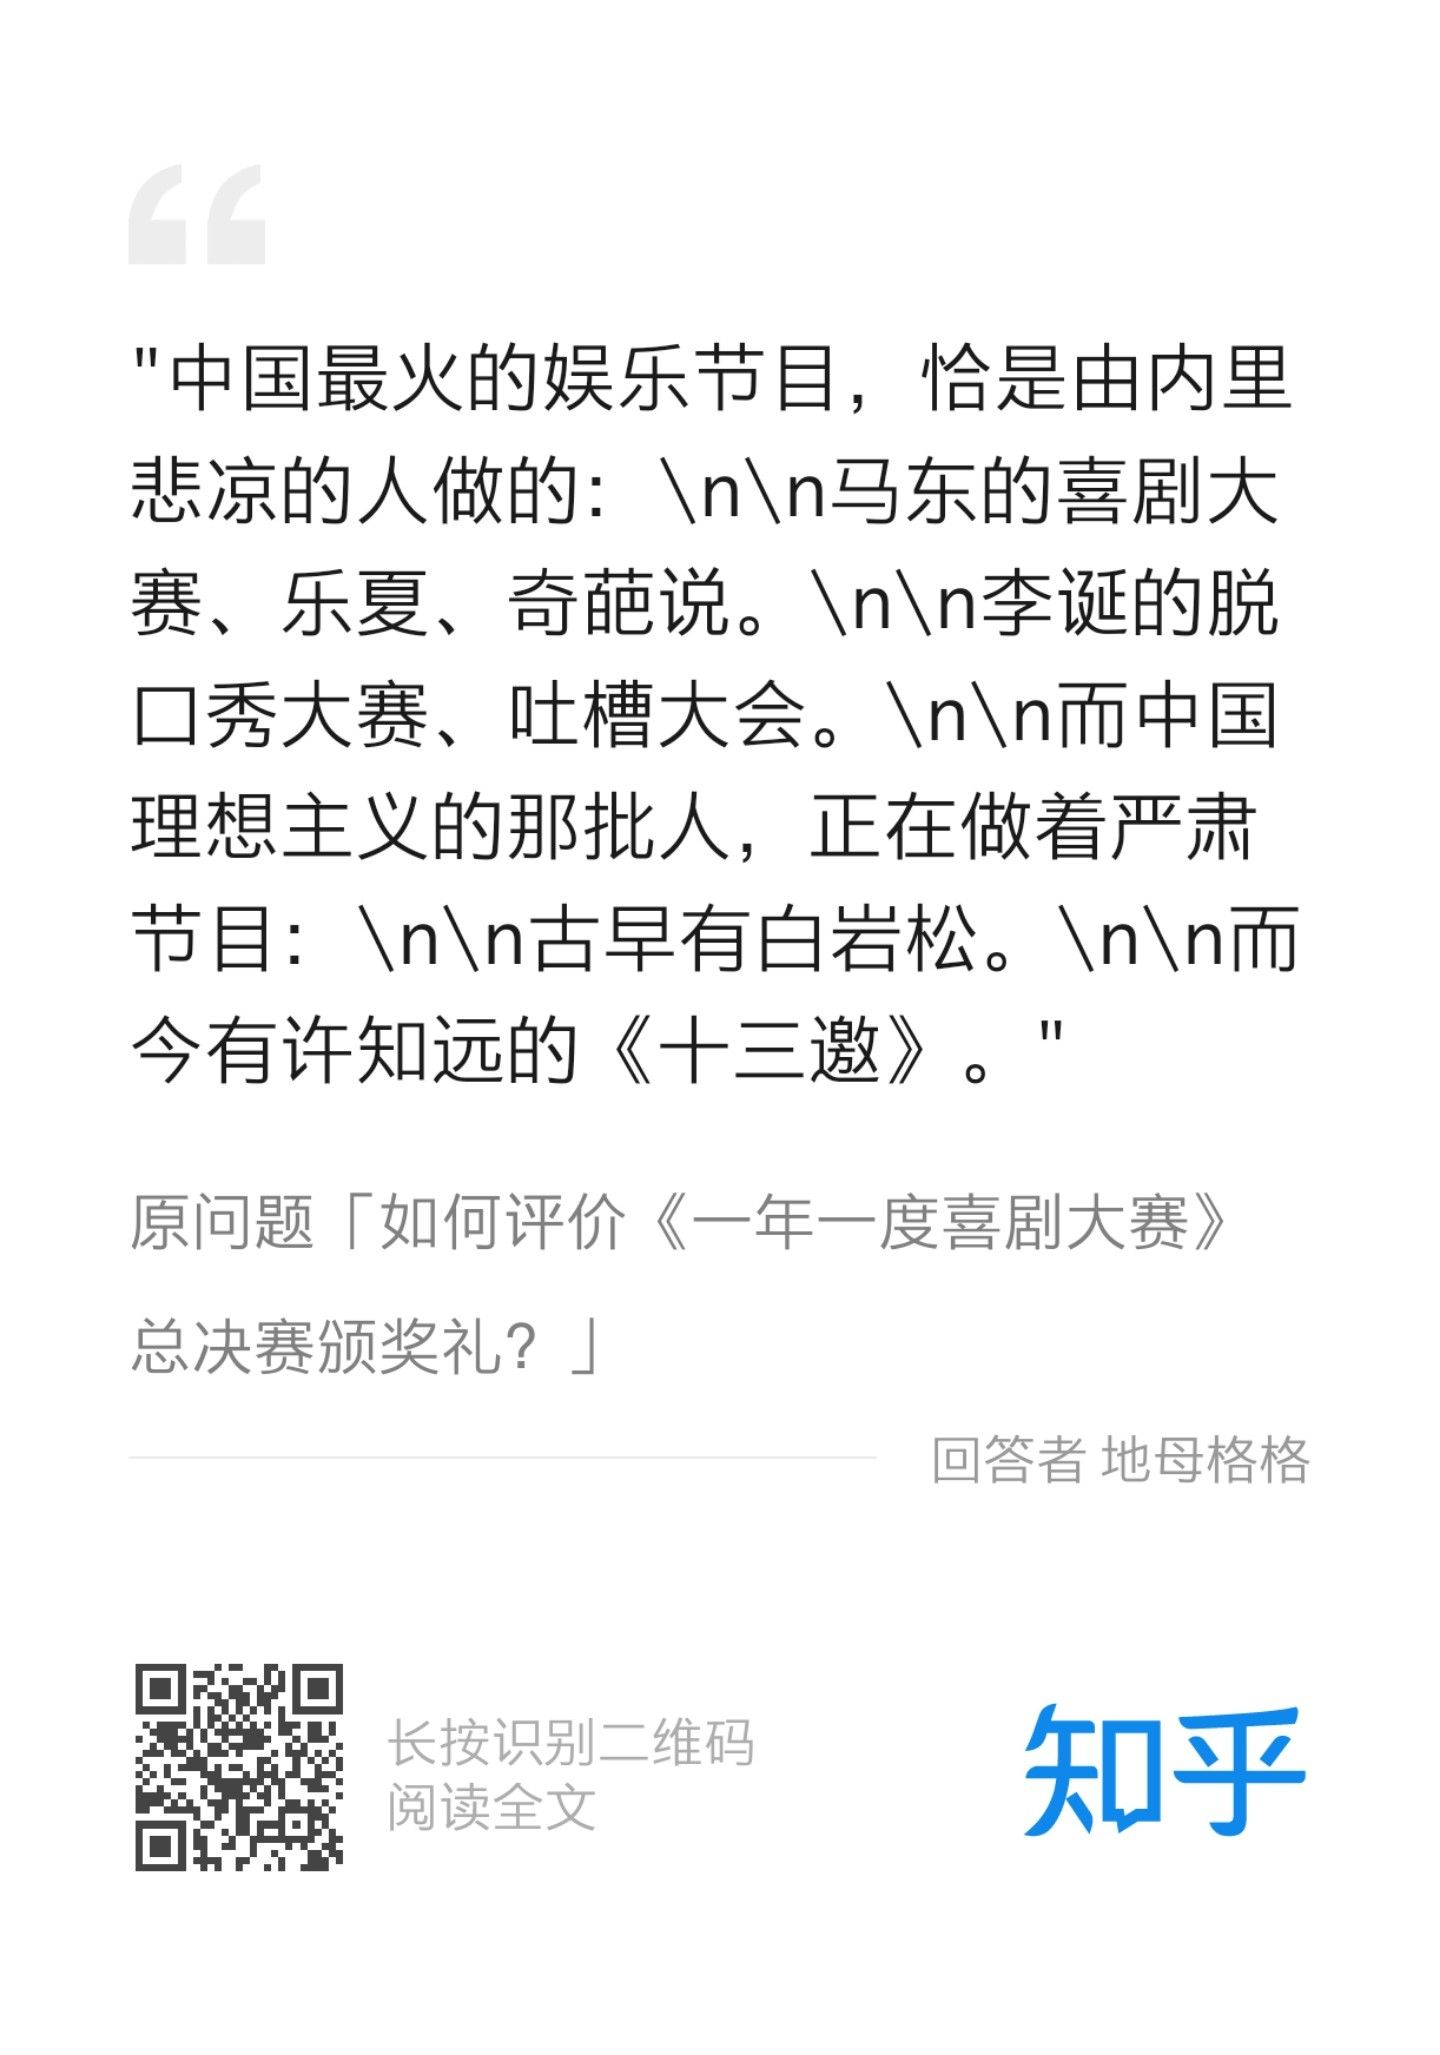 "中国最火的娱乐节目，恰是由内里
悲凉的人做的：\n\n马东的喜剧大
赛、乐夏、奇葩说。\n\n李诞的脱
口秀大赛、吐槽大会。\n\n而中国
理想主义的那批人，正在做着严肃
节目：\n\n古早有白岩松。\n\n而
今有许知远的《十三邀》。"
原问题「如何评价《一年一度喜剧大赛》
总决赛颁奖礼？」
回答者 地母格格
长按识别二维码
阅读全文
知乎